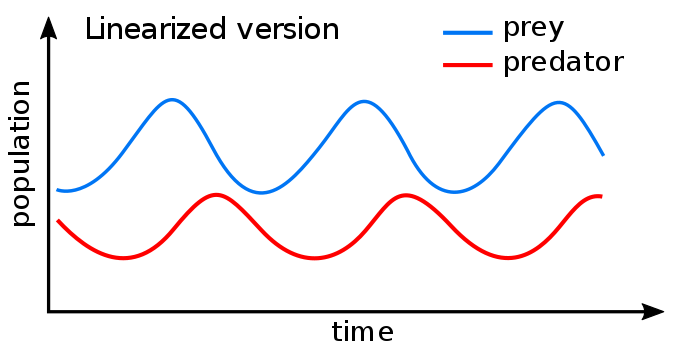 Linearized version
prey
predator
population
time